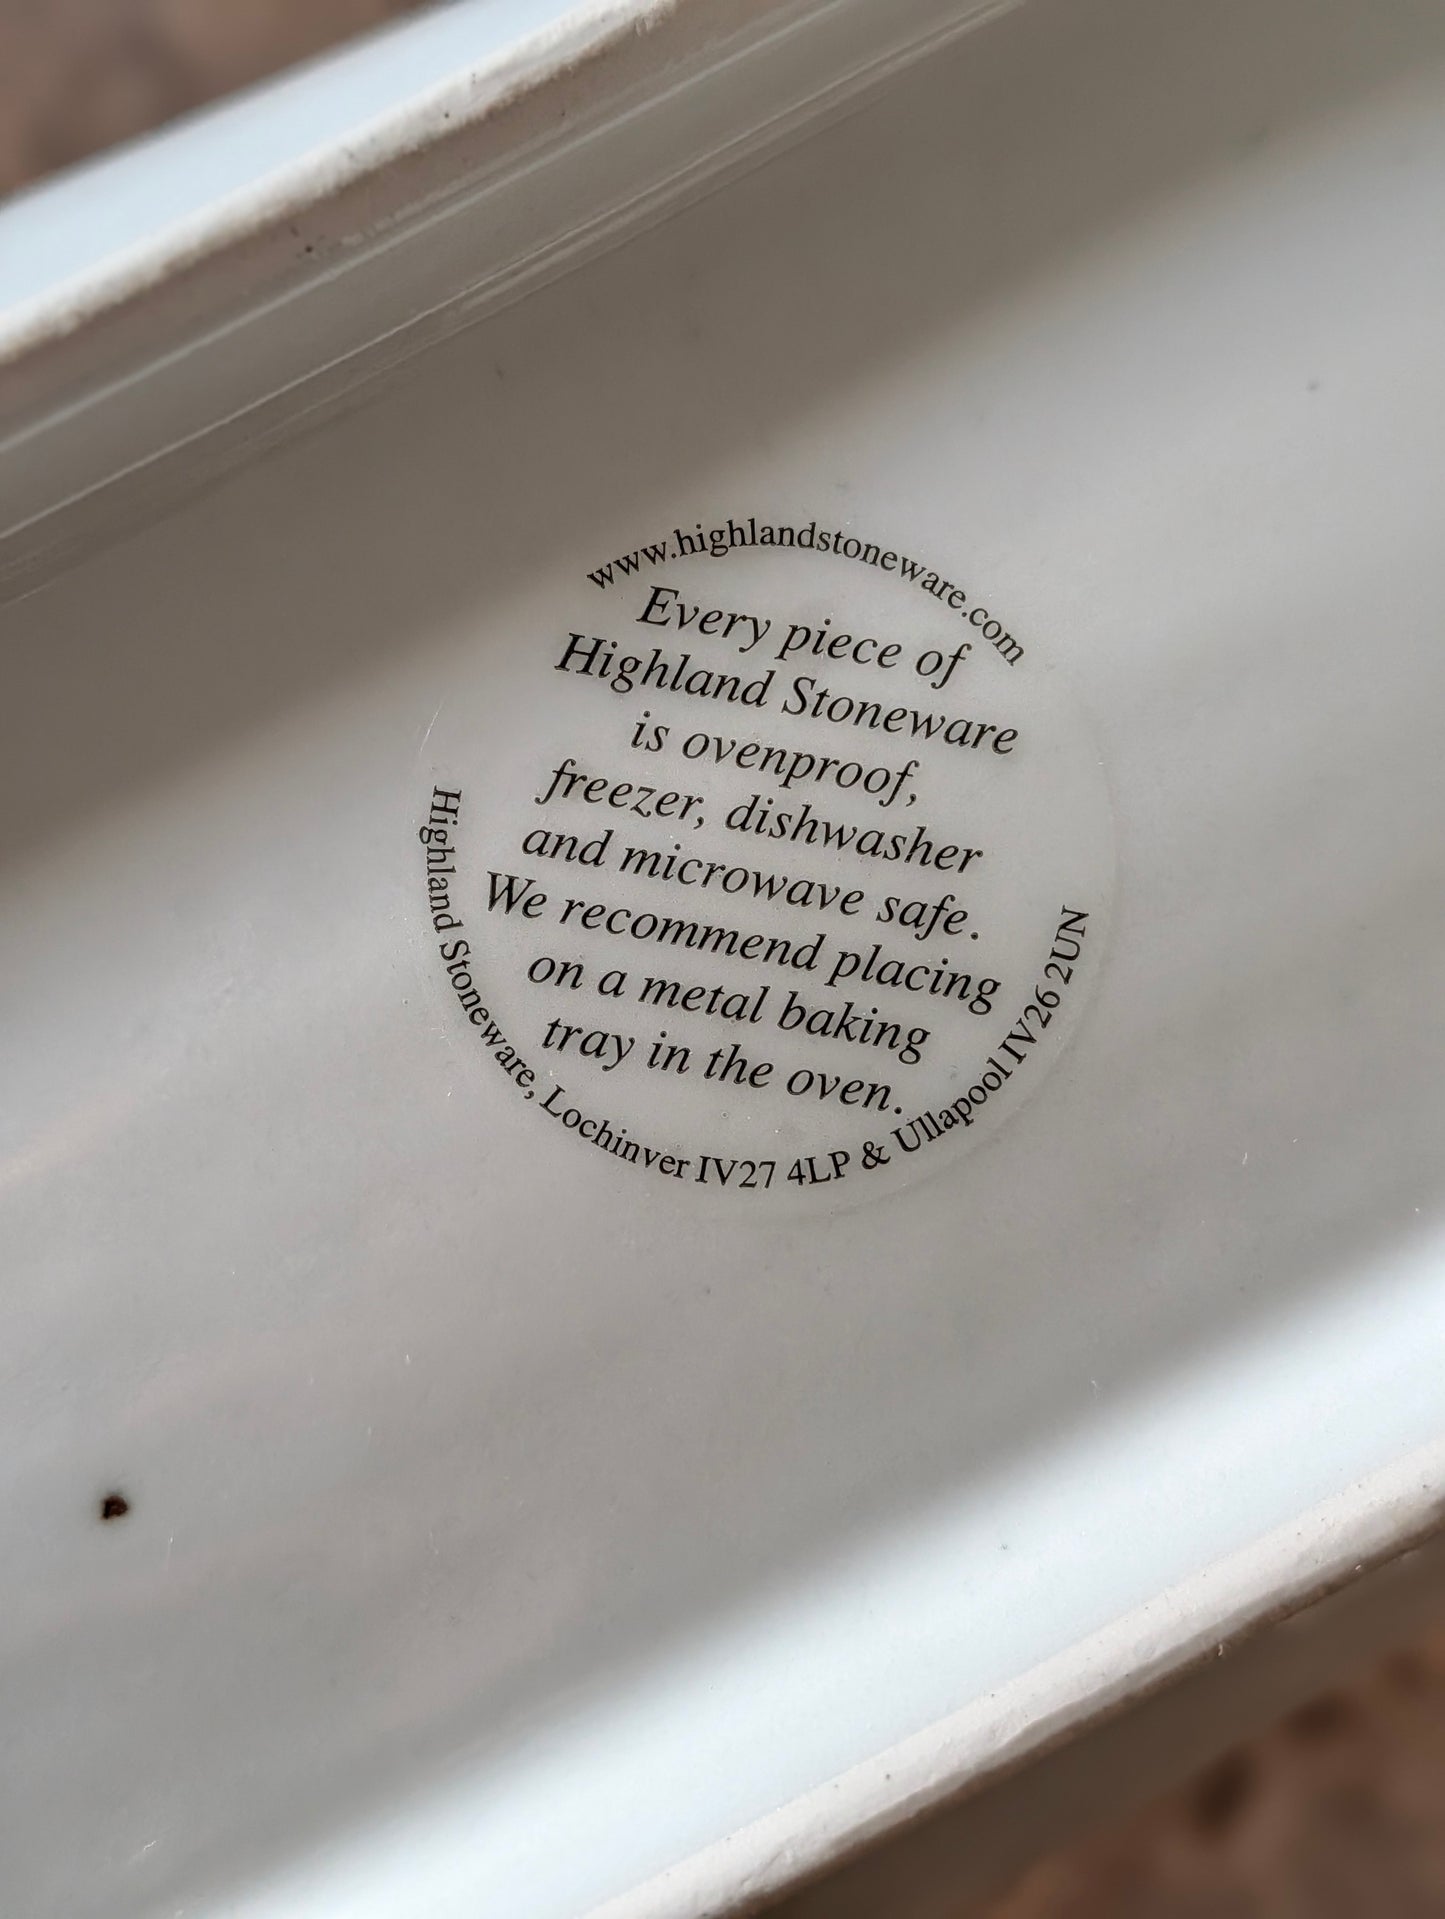 www.highlandstoneware.com
Every piece of
Highland Stoneware
is ovenproof,
freezer, dishwasher
and microwave safe.
We recommend placing
on a metal baking
tray in the oven.
Highland Stoneware, Lochinver IV27 4LP & Ullapool IV26 2UN